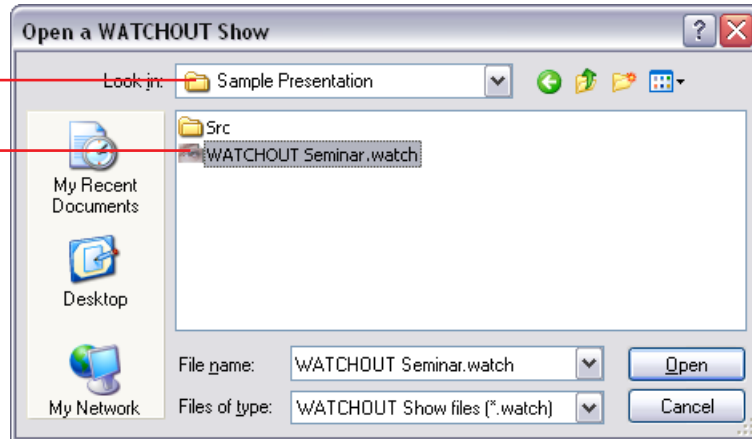 Open a WATCHOUT Show
Look in: Sample Presentation
Src
WATCHOUT Seminar.watch
My Recent
Documents
Desktop
My Network
File name: WATCHOUT Seminar.watch Open
Files of type: WATCHOUT Show files (*.watch) Cancel